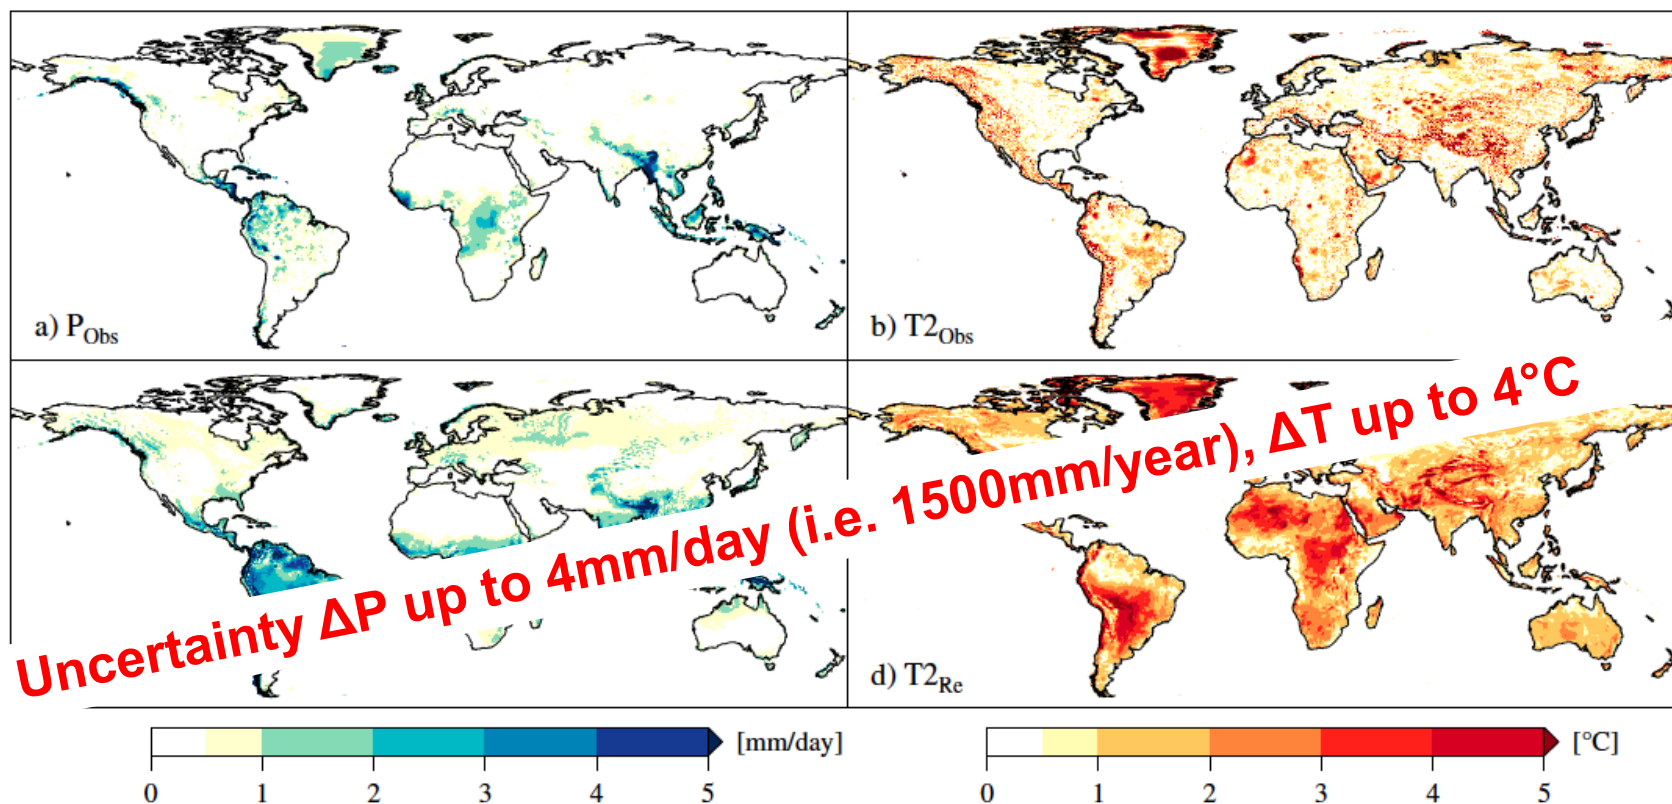 a) P_Obs
b) T2_Obs
Uncertainty ΔP up to 4mm/day (i.e. 1500mm/year), ΔT up to 4°C
d) T2_Re
[mm/day]
0 1 2 3 4 5
[°C]
0 1 2 3 4 5